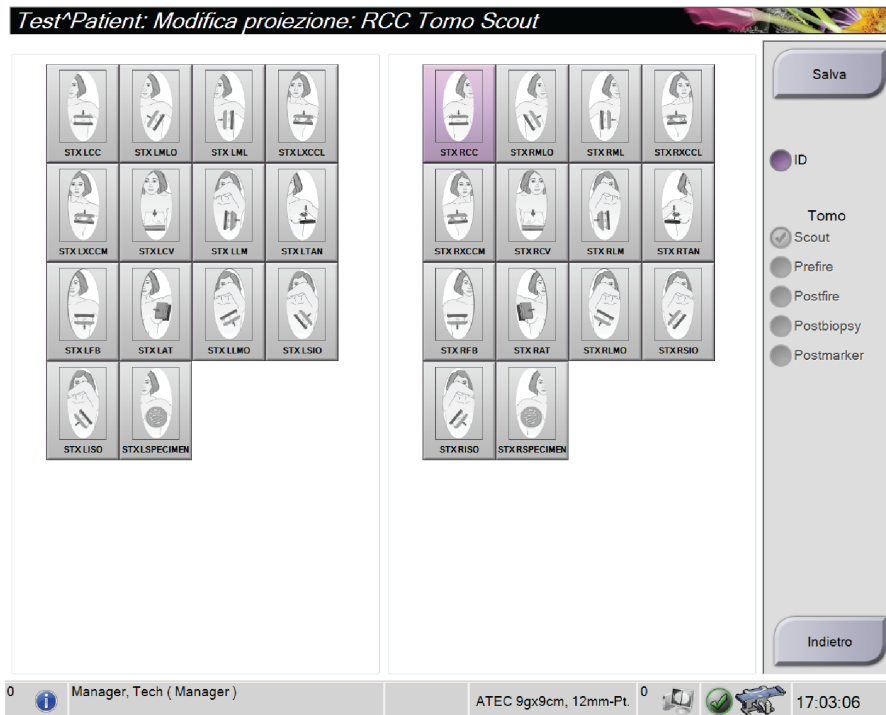 Test^Patient: Modifica proiezione: RCC Tomo Scout
STX LCC STX LMLO STX LML STX LXCCL
STX LXCCM STX LCV STX LLM STX LTAN
STX LFB STX LAT STX LLMO STX LSIO
STX LISO STX LSPECIMEN
STX RCC STX RMLO STX RML STX RXCCL
STX RXCCM STX RCV STX RLM STX RTAN
STX RFB STX RAT STX RLMO STX RSIO
STX RISO STX RSPECIMEN
Salva
ID
Tomo
Scout
Prefire
Postfire
Postbiopsy
Postmarker
Indietro
0 Manager, Tech ( Manager ) ATEC 9gx9cm, 12mm-Pt. 0 17:03:06